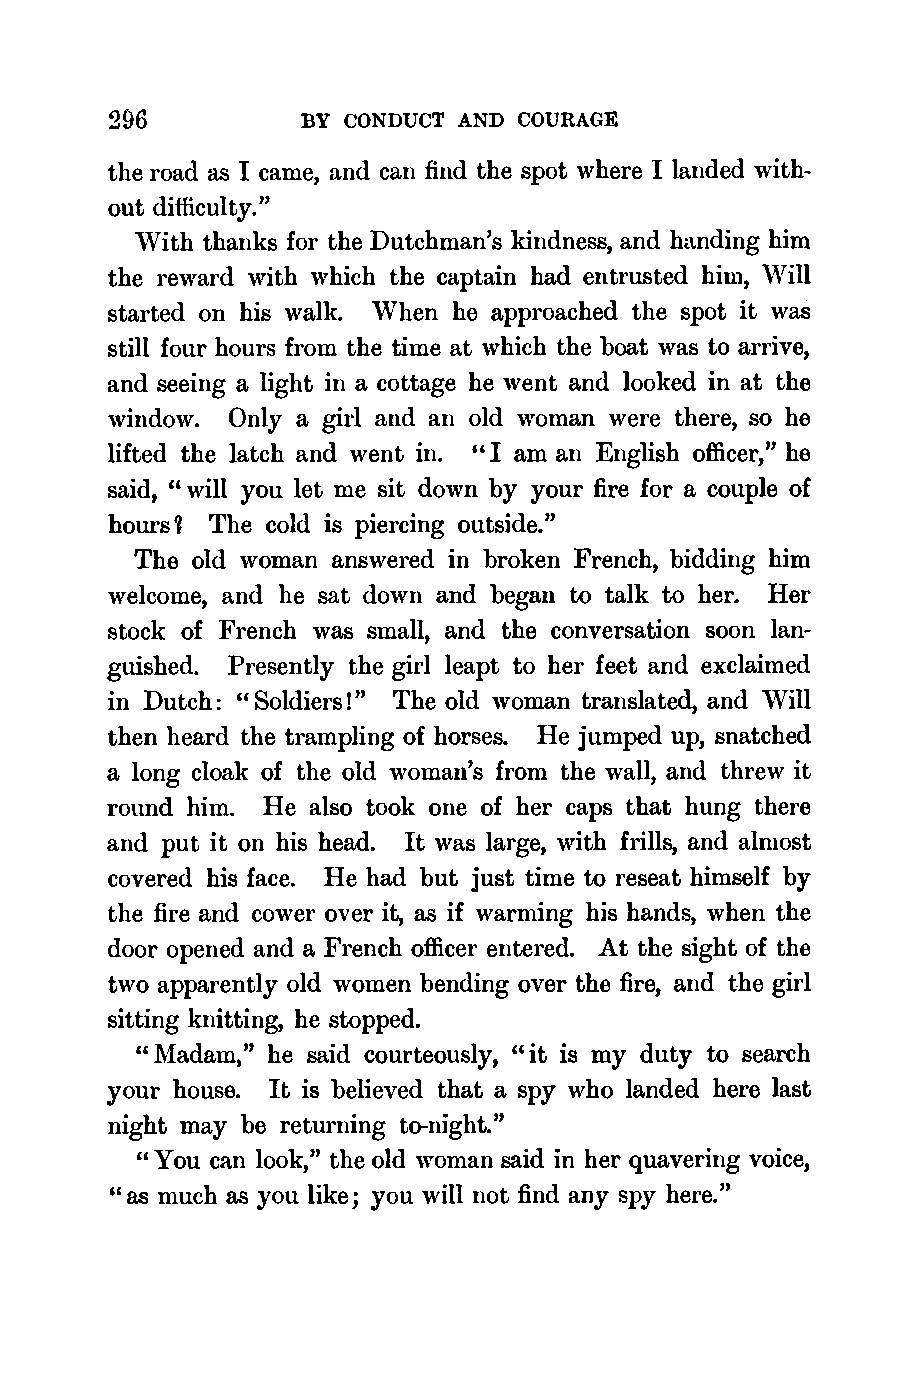 296 BY CONDUCT AND COURAGE
the road as I came, and can find the spot where I landed with-
out difficulty."
With thanks for the Dutchman's kindness, and handing him
the reward with which the captain had entrusted him, Will
started on his walk. When he approached the spot it was
still four hours from the time at which the boat was to arrive,
and seeing a light in a cottage he went and looked in at the
window. Only a girl and an old woman were there, so he
lifted the latch and went in. "I am an English officer," he
said, "will you let me sit down by your fire for a couple of
hours? The cold is piercing outside."
The old woman answered in broken French, bidding him
welcome, and he sat down and began to talk to her. Her
stock of French was small, and the conversation soon lan-
guished. Presently the girl leapt to her feet and exclaimed
in Dutch: "Soldiers!" The old woman translated, and Will
then heard the trampling of horses. He jumped up, snatched
a long cloak of the old woman's from the wall, and threw it
round him. He also took one of her caps that hung there
and put it on his head. It was large, with frills, and almost
covered his face. He had but just time to reseat himself by
the fire and cower over it, as if warming his hands, when the
door opened and a French officer entered. At the sight of the
two apparently old women bending over the fire, and the girl
sitting knitting, he stopped.
"Madam," he said courteously, "it is my duty to search
your house. It is believed that a spy who landed here last
night may be returning to-night."
"You can look," the old woman said in her quavering voice,
"as much as you like; you will not find any spy here."